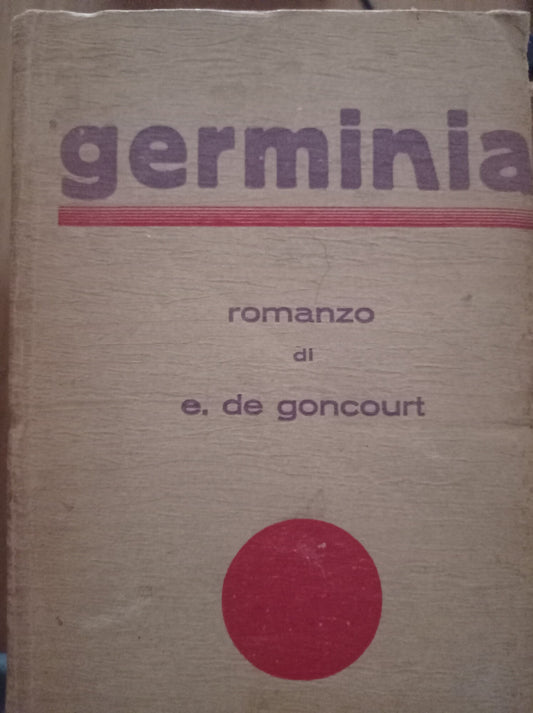 germinia
romanzo
di
e. de goncourt